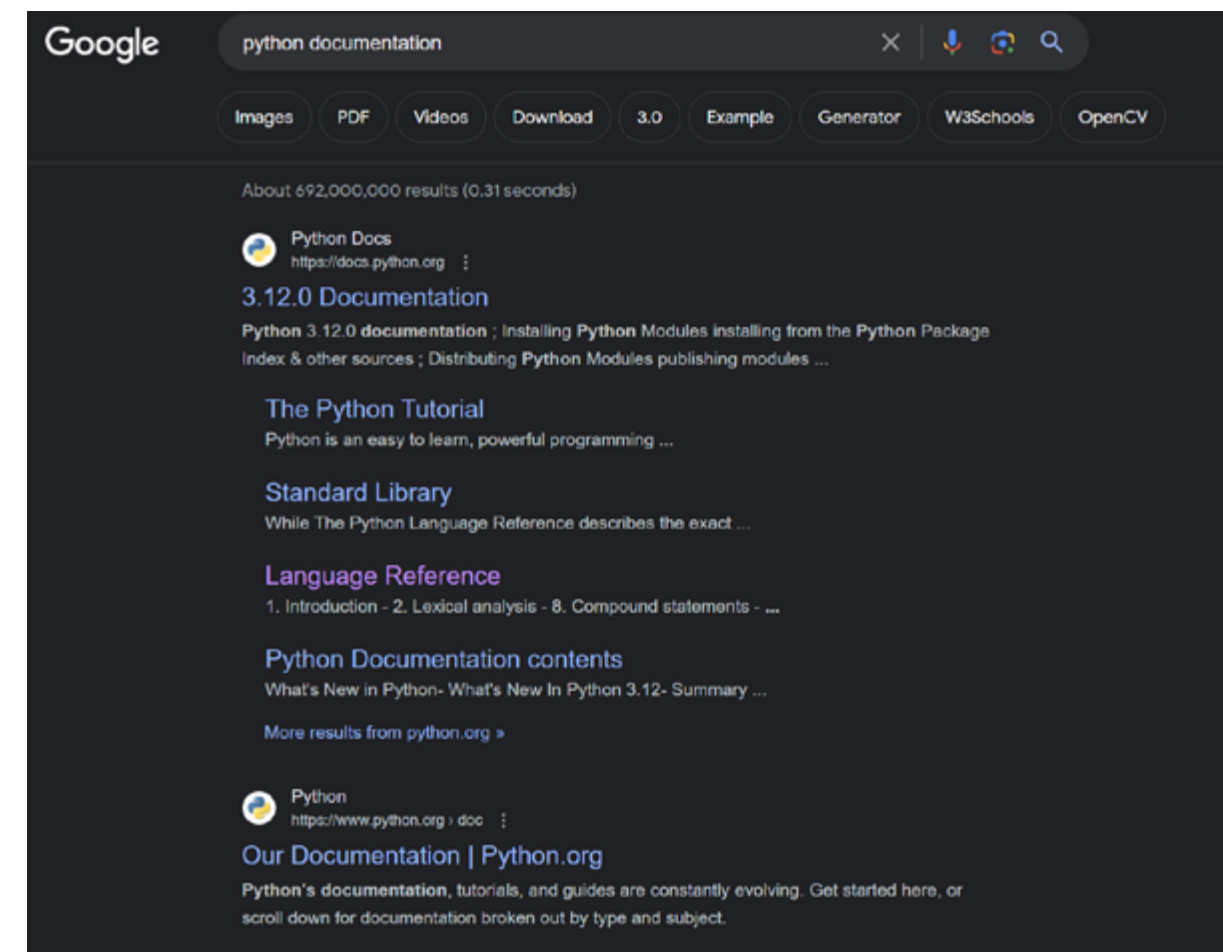 Google
python documentation
Images PDF Videos Download 3.0 Example Generator W3Schools OpenCV
About 692,000,000 results (0.31 seconds)
Python Docs
https://docs.python.org
3.12.0 Documentation
Python 3.12.0 documentation ; Installing Python Modules installing from the Python Package
Index & other sources ; Distributing Python Modules publishing modules ...
The Python Tutorial
Python is an easy to learn, powerful programming ...
Standard Library
While The Python Language Reference describes the exact ...
Language Reference
1. Introduction - 2. Lexical analysis - 8. Compound statements - ...
Python Documentation contents
What's New in Python- What's New In Python 3.12- Summary ...
More results from python.org »
Python
https://www.python.org › doc
Our Documentation | Python.org
Python's documentation, tutorials, and guides are constantly evolving. Get started here, or
scroll down for documentation broken out by type and subject.